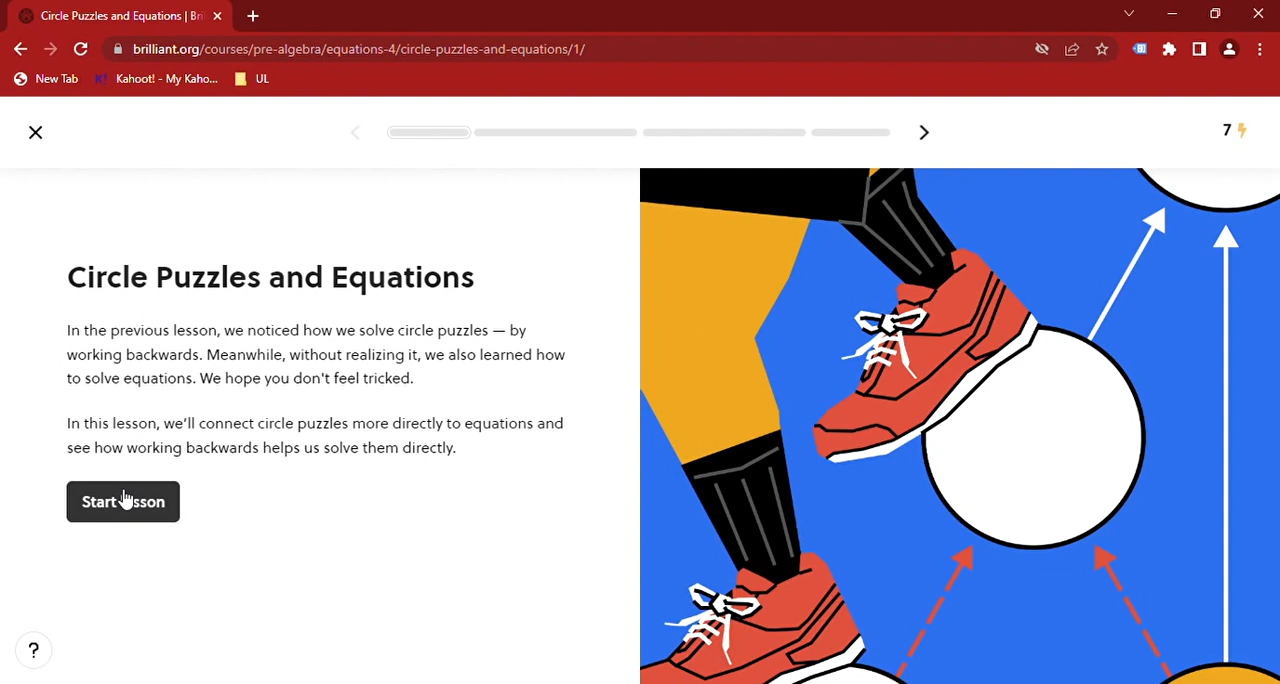 Circle Puzzles and Equations | Bri
brilliant.org/courses/pre-algebra/equations-4/circle-puzzles-and-equations/1/
New Tab K! Kahoot! - My Kaho... UL
7
Circle Puzzles and Equations
In the previous lesson, we noticed how we solve circle puzzles — by
working backwards. Meanwhile, without realizing it, we also learned how
to solve equations. We hope you don't feel tricked.
In this lesson, we'll connect circle puzzles more directly to equations and
see how working backwards helps us solve them directly.
Start lesson
?